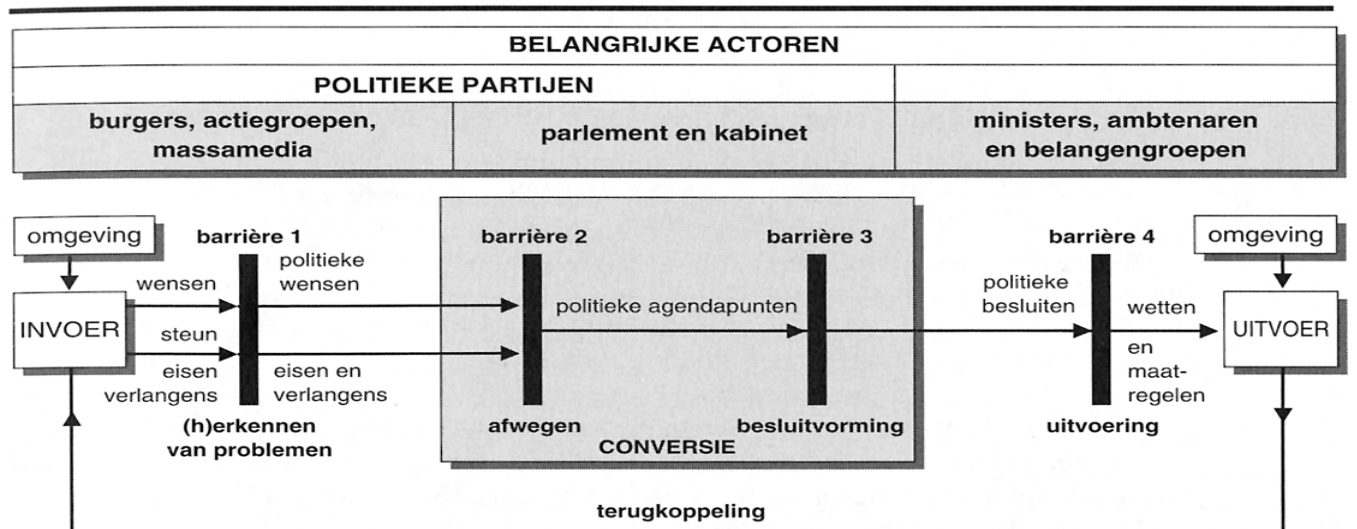 BELANGRIJKE ACTOREN
POLITIEKE PARTIJEN
burgers, actiegroepen,
massamedia
parlement en kabinet
ministers, ambtenaren
en belangengroepen
omgeving
barrière 1
barrière 2
barrière 3
barrière 4
omgeving
INVOER
wensen
steun
eisen
verlangens
politieke
wensen
eisen en
verlangens
politieke agendapunten
politieke
besluiten
wetten
en
maat-
regelen
UITVOER
(h)erkennen
van problemen
afwegen
besluitvorming
uitvoering
CONVERSIE
terugkoppeling